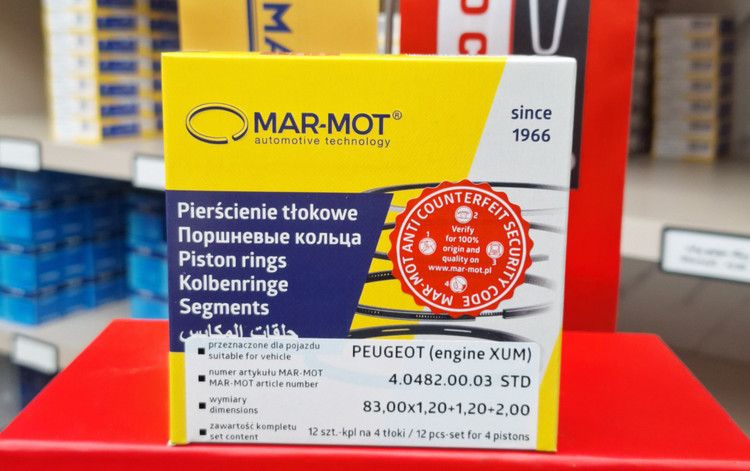 MAR-MOT®
automotive technology
since
1966
Pierścienie tłokowe
Поршневые кольца
Piston rings
Kolbenringe
Segments
حلقات المكابس
MAR-MOT ANTI COUNTERFEIT SECURITY CODE
2
Verify
for 100%
origin and
quality on
www.mar-mot.pl
1
3
4
przeznaczone dla pojazdu
suitable for vehicle
PEUGEOT (engine XUM)
numer artykułu MAR-MOT
MAR-MOT article number
4.0482.00.03 STD
wymiary
dimensions
83,00x1,20+1,20+2,00
zawartość kompletu
set content
12 szt.-kpl na 4 tłoki / 12 pcs-set for 4 pistons